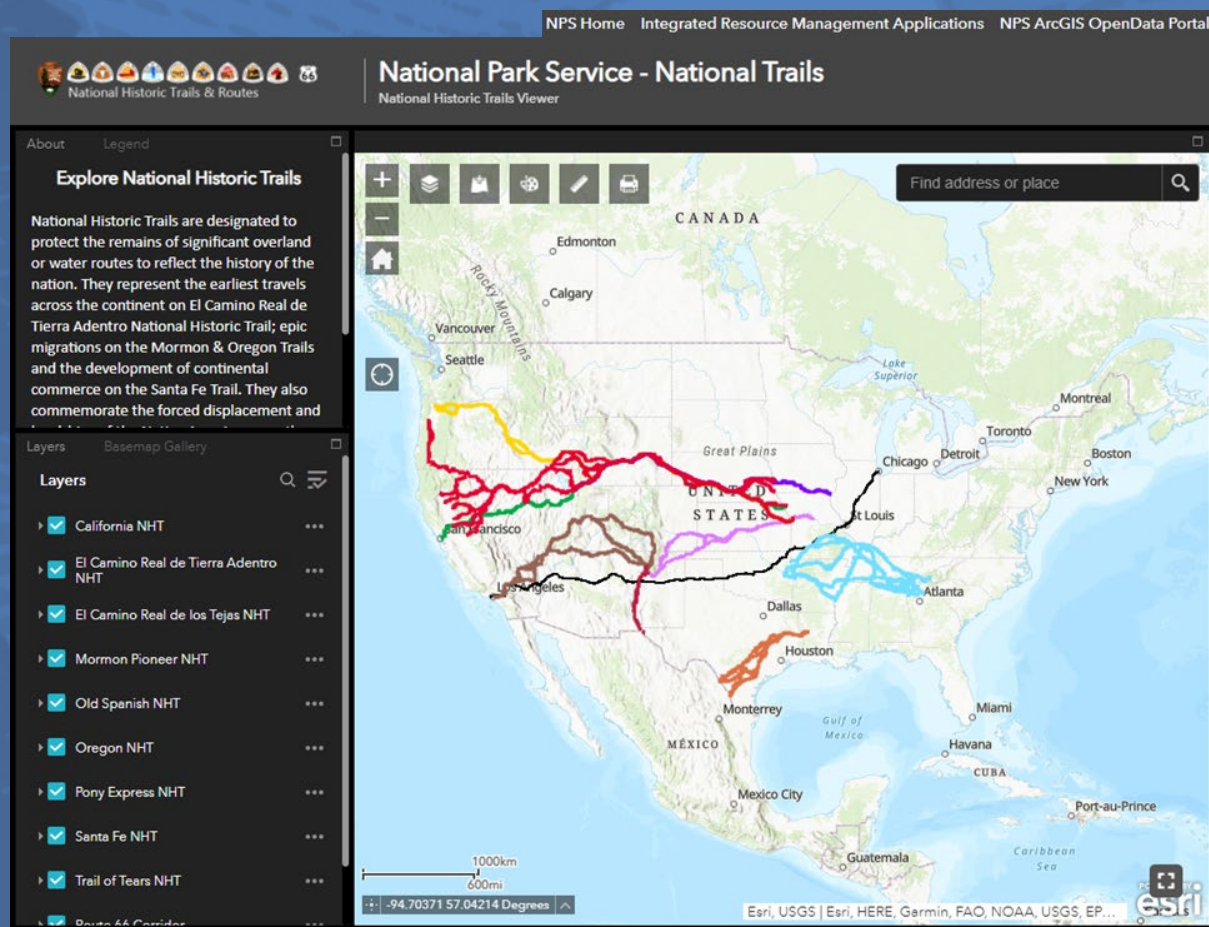 NPS Home Integrated Resource Management Applications NPS ArcGIS OpenData Portal
National Historic Trails & Routes
66
National Park Service - National Trails
National Historic Trails Viewer
About Legend
Explore National Historic Trails
National Historic Trails are designated to
protect the remains of significant overland
or water routes to reflect the history of the
nation. They represent the earliest travels
across the continent on El Camino Real de
Tierra Adentro National Historic Trail; epic
migrations on the Mormon & Oregon Trails
and the development of continental
commerce on the Santa Fe Trail. They also
commemorate the forced displacement and
Layers Basemap Gallery
Layers
California NHT
El Camino Real de Tierra Adentro
NHT
El Camino Real de los Tejas NHT
Mormon Pioneer NHT
Old Spanish NHT
Oregon NHT
Pony Express NHT
Santa Fe NHT
Trail of Tears NHT
Route 66 Corridor
Find address or place
CANADA
Edmonton
Rocky Mountains
Calgary
Vancouver
Seattle
Lake
Superior
Montreal
Toronto
Great Plains
Chicago
Detroit
Boston
New York
UNITED
STATES
St Louis
San Francisco
Los Angeles
Atlanta
Dallas
Houston
Monterrey
Miami
Gulf of
Mexico
MÉXICO
Havana
CUBA
Mexico City
Port-au-Prince
Guatemala
Caribbean
Sea
1000km
600mi
-94.70371 57.04214 Degrees
Esri, USGS | Esri, HERE, Garmin, FAO, NOAA, USGS, EP...
esri